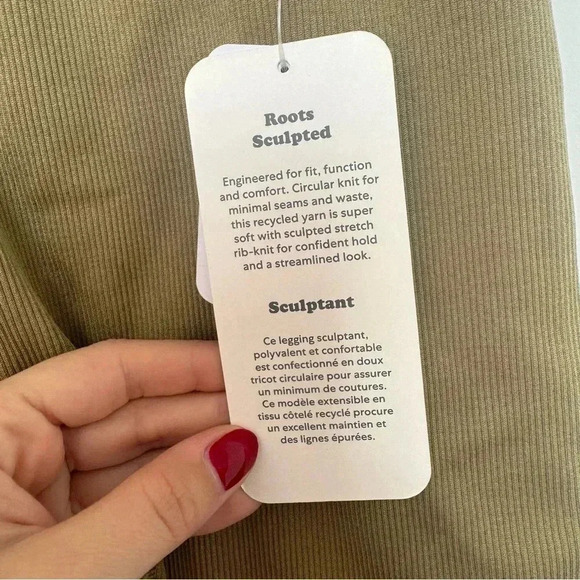 Roots
Sculpted
Engineered for fit, function
and comfort. Circular knit for
minimal seams and waste,
this recycled yarn is super
soft with sculpted stretch
rib-knit for confident hold
and a streamlined look.
Sculptant
Ce legging sculptant,
polyvalent et confortable
est confectionné en doux
tricot circulaire pour assurer
un minimum de coutures.
Ce modèle extensible en
tissu côtelé recyclé procure
un excellent maintien et
des lignes épurées.